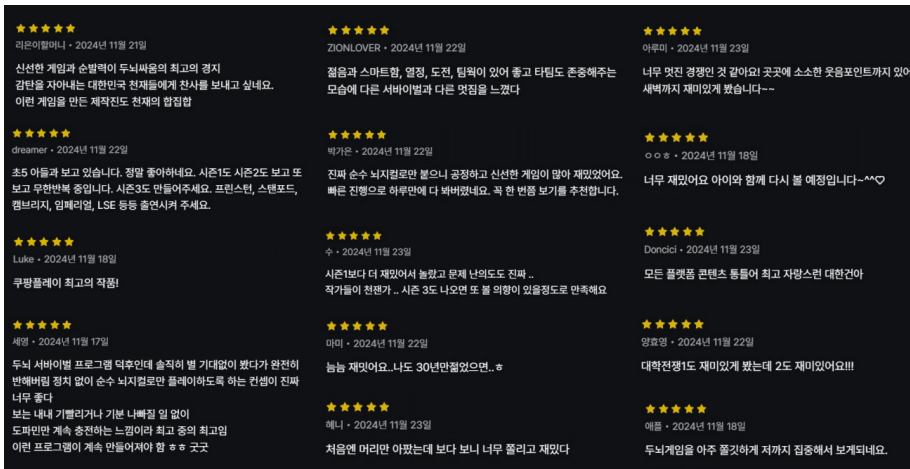 ★★★★★
리은이할머니 • 2024년 11월 21일
신선한 게임과 순발력이 두뇌싸움의 최고의 경지
감탄을 자아내는 대한민국 천재들에게 찬사를 보내고 싶네요.
이런 게임을 만든 제작진도 천재의 합집합
★★★★★
dreamer • 2024년 11월 22일
초5 아들과 보고 있습니다. 정말 좋아하네요. 시즌1도 시즌2도 보고 또
보고 무한반복 중입니다. 시즌3도 만들어주세요. 프린스턴, 스탠포드,
캠브리지, 임페리얼, LSE 등등 출연시켜 주세요.
★★★★★
Luke • 2024년 11월 18일
쿠팡플레이 최고의 작품!
★★★★★
세영 • 2024년 11월 17일
두뇌 서바이벌 프로그램 덕후인데 솔직히 별 기대없이 봤다가 완전히
반해버림 정치 없이 순수 뇌지컬로만 플레이하도록 하는 컨셉이 진짜
너무 좋다
보는 내내 기빨리거나 기분 나빠질 일 없이
도파민만 계속 충전하는 느낌이라 최고 중의 최고임
이런 프로그램이 계속 만들어져야 함 ㅎㅎ 굿굿
★★★★★
ZIONLOVER • 2024년 11월 22일
젊음과 스마트함, 열정, 도전, 팀웍이 있어 좋고 타팀도 존중해주는
모습에 다른 서바이벌과 다른 멋짐을 느꼈다
★★★★★
박가은 • 2024년 11월 22일
진짜 순수 뇌지컬로만 붙으니 공정하고 신선한 게임이 많아 재밌었어요.
빠른 진행으로 하루만에 다 봐버렸네요. 꼭 한 번쯤 보기를 추천합니다.
★★★★★
수 • 2024년 11월 23일
시즌1보다 더 재밌어서 놀랐고 문제 난의도도 진짜 ..
작가들이 천잰가 .. 시즌 3도 나오면 또 볼 의향이 있을정도로 만족해요
★★★★★
마미 • 2024년 11월 22일
늠늠 재밋어요..나도 30년만젊었으면..ㅎ
★★★★★
혜니 • 2024년 11월 23일
처음엔 머리만 아팠는데 보다 보니 너무 쫄리고 재밌다
★★★★★
아루미 • 2024년 11월 23일
너무 멋진 경쟁인 것 같아요! 곳곳에 소소한 웃음포인트까지 있어
새벽까지 재미있게 봤습니다~~
★★★★★
ㅇㅇㅎ • 2024년 11월 18일
너무 재밌어요 아이와 함께 다시 볼 예정입니다~^^♡
★★★★★
Doncici • 2024년 11월 23일
모든 플랫폼 콘텐츠 통틀어 최고 자랑스런 대한건아
★★★★★
양효영 • 2024년 11월 22일
대학전쟁1도 재미있게 봤는데 2도 재미있어요!!!
★★★★★
애플 • 2024년 11월 18일
두뇌게임을 아주 쫄깃하게 저까지 집중해서 보게되네요.